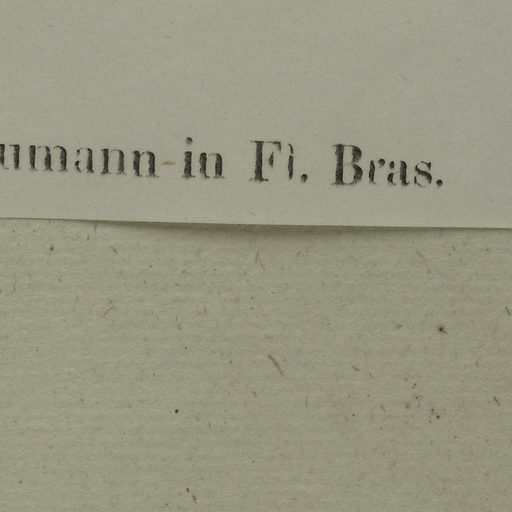 umann in Fl. Bras.